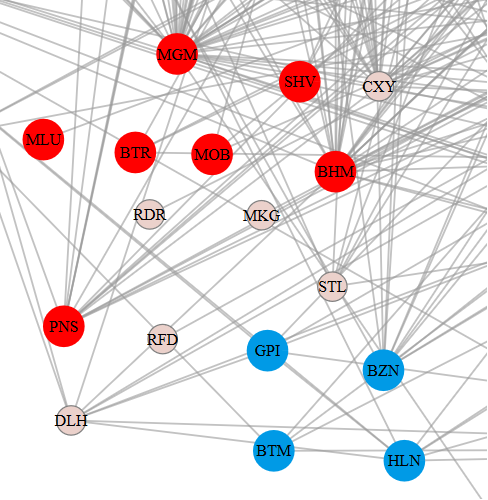 MGM
SHV
CXY
MLU
BTR
MOB
BHM
RDR
MKG
STL
PNS
RFD
GPI
BZN
DLH
BTM
HLN